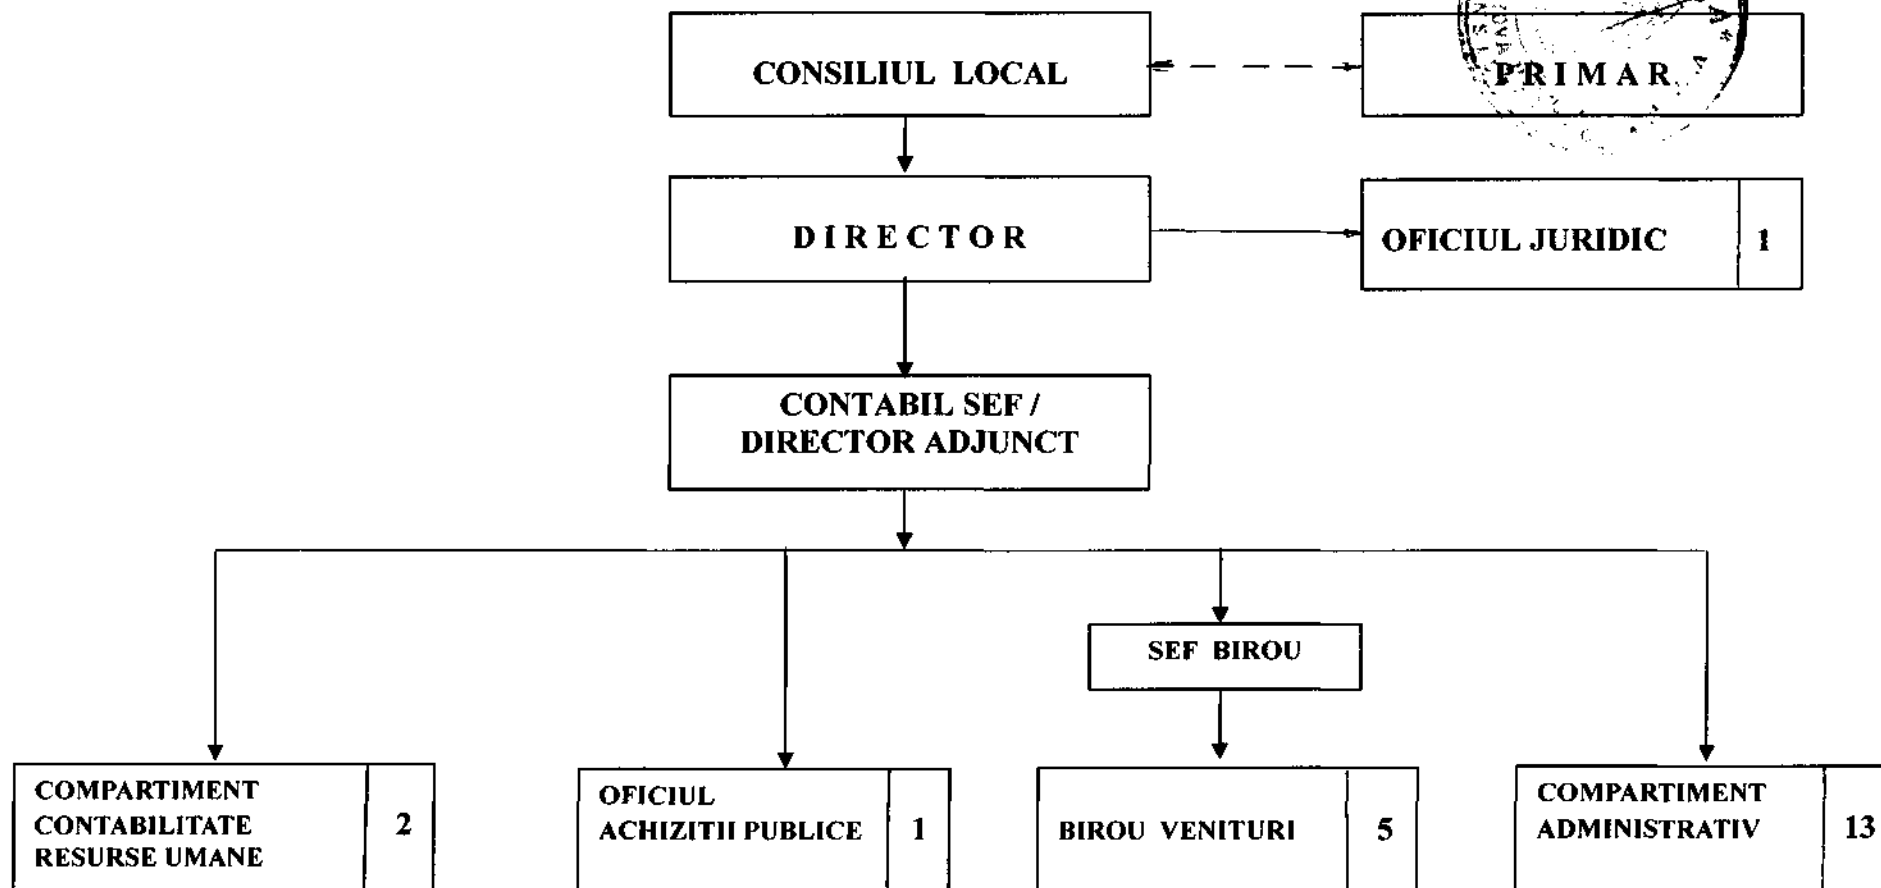 CONSILIUL LOCAL
PRIMAR
DIRECTOR
OFICIUL JURIDIC 1
CONTABIL SEF /
DIRECTOR ADJUNCT
SEF BIROU
COMPARTIMENT
CONTABILITATE
RESURSE UMANE
2
OFICIUL
ACHIZITII PUBLICE
1
BIROU VENITURI 5
COMPARTIMENT
ADMINISTRATIV
13